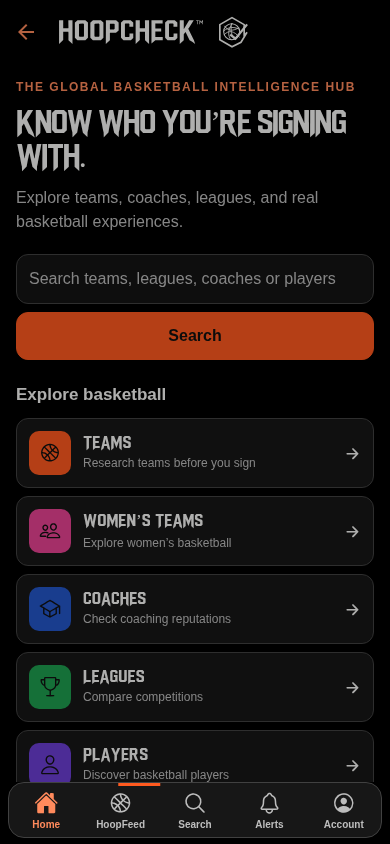 HOOPCHECK™
THE GLOBAL BASKETBALL INTELLIGENCE HUB
KNOW WHO YOU’RE SIGNING
WITH.
Explore teams, coaches, leagues, and real
basketball experiences.
Search teams, leagues, coaches or players
Search
Explore basketball
TEAMS
Research teams before you sign
WOMEN’S TEAMS
Explore women’s basketball
COACHES
Check coaching reputations
LEAGUES
Compare competitions
PLAYERS
Discover basketball players
Home HoopFeed Search Alerts Account